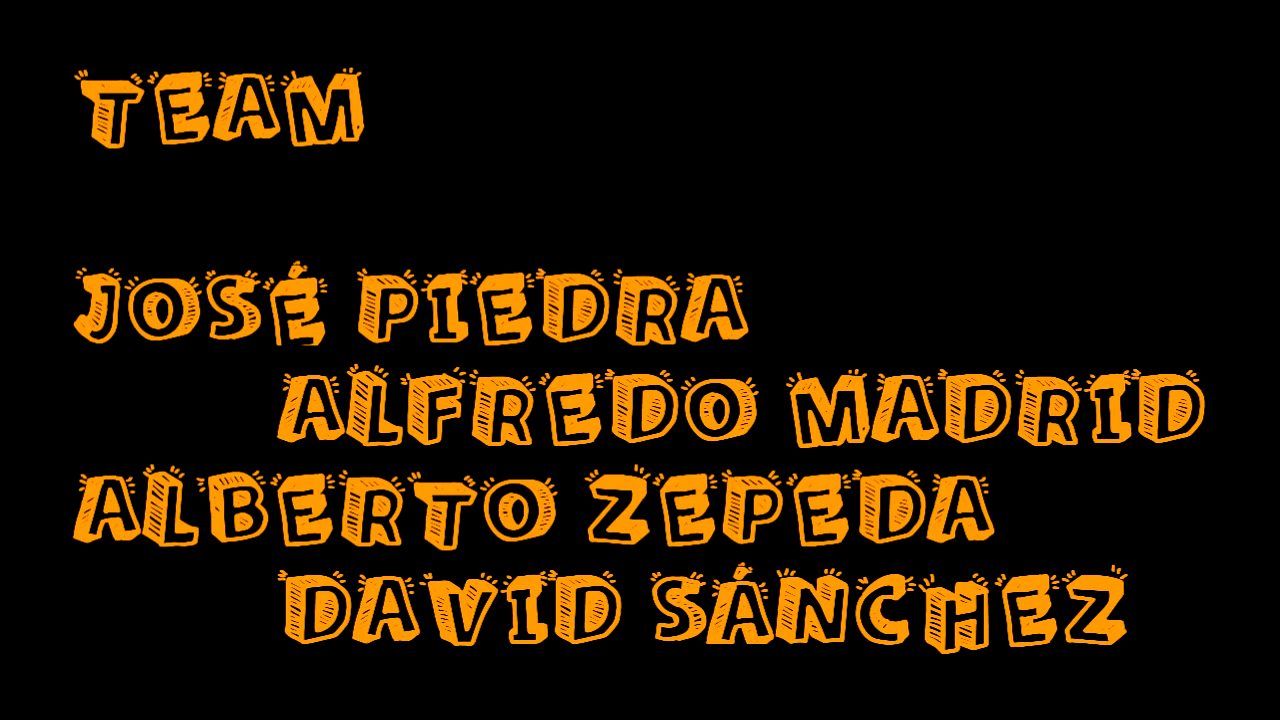 TEAM
JOSÉ PIEDRA
ALFREDO MADRID
ALBERTO ZEPEDA
DAVID SÁNCHEZ